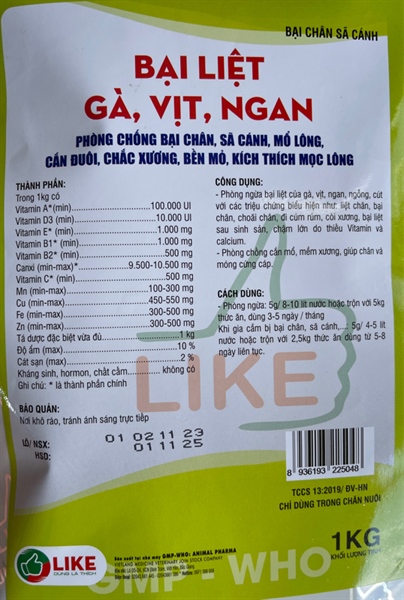 BẠI CHÂN SÃ CÁNH
BẠI LIỆT
GÀ, VỊT, NGAN
PHÒNG CHỐNG BẠI CHÂN, SÃ CÁNH, MỔ LÔNG,
CẮN ĐUÔI, CHẮC XƯƠNG, BỀN MỎ, KÍCH THÍCH MỌC LÔNG
THÀNH PHẦN:
Trong 1kg có
Vitamin A*(min) 100.000 UI
Vitamin D3 (min) 10.000 UI
Vitamin E* (min) 1.000 mg
Vitamin B1* (min) 1.000 mg
Vitamin B2* (min) 500 mg
Canxi (min-max)* 9.500-10.500 mg
Vitamin C* (min) 500 mg
Mn (min-max) 100-300 mg
Cu (min-max) 450-550 mg
Fe (min-max) 300-500 mg
Zn (min-max) 300-500 mg
Tá dược đặc biệt vừa đủ 1 kg
Độ ẩm (max) 10 %
Cát sạn (max) 2 %
Kháng sinh, hormon, chất cấm không có
Ghi chú: * là thành phần chính
BẢO QUẢN:
Nơi khô ráo, tránh ánh sáng trực tiếp
LÔ/ NSX: 01 02 11 23
HSD: 01 11 25
CÔNG DỤNG:
- Phòng ngừa bại liệt của gà, vịt, ngan, ngỗng, cút
với các triệu chứng biểu hiện như: liệt chân, bại
chân, choãi chân, đi cúm rúm, còi xương, bại liệt
sau sinh sản, chậm lớn do thiếu Vitamin và
calcium.
- Phòng chống cắn mổ, mềm xương, giúp chân và
móng cứng cáp.
CÁCH DÙNG:
- Phòng ngừa: 5g/ 8-10 lít nước hoặc trộn với 5kg
thức ăn, dùng 3-5 ngày / tháng
Khi gia cầm bị bại chân, sã cánh,... 5g/ 4-5 lít
nước hoặc trộn với 2,5kg thức ăn dùng từ 5-8
ngày liên tục.
LIKE
8 936193 225048
TCCS 13:2019/ ĐV-HN
CHỈ DÙNG TRONG CHĂN NUÔI
1KG
KHỐI LƯỢNG TỊNH
LIKE
DÙNG LÀ THÍCH
Sản xuất tại nhà máy GMP-WHO: ANIMAL PHARMA
VIETLAND MEDICINE VETERINARY JOIN STOCK COMPANY
GMP - WHO